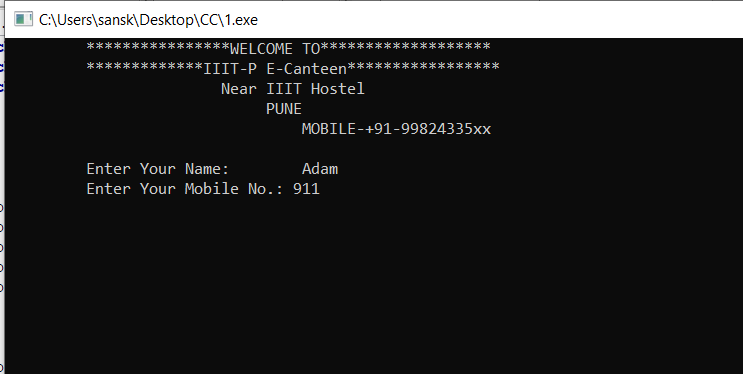 C:\Users\sansk\Desktop\CC\1.exe
****************WELCOME TO*******************
*************IIIT-P E-Canteen*****************
Near IIIT Hostel
PUNE
MOBILE-+91-99824335xx
Enter Your Name: Adam
Enter Your Mobile No.: 911